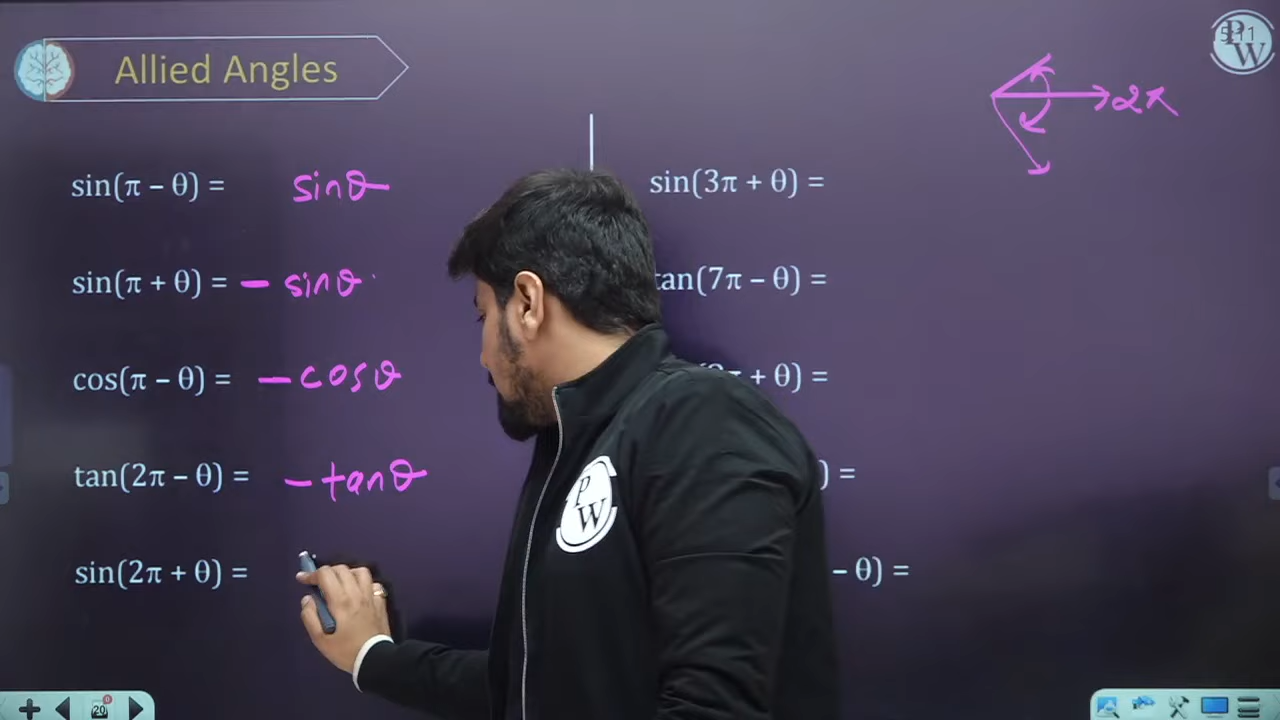 Allied Angles
PW
2π
sin(π – θ) = sinθ
sin(π + θ) = – sinθ
cos(π – θ) = – cosθ
tan(2π – θ) = – tanθ
sin(2π + θ) =
sin(3π + θ) =
tan(7π – θ) =
+ θ) =
) =
– θ) =
PW
20